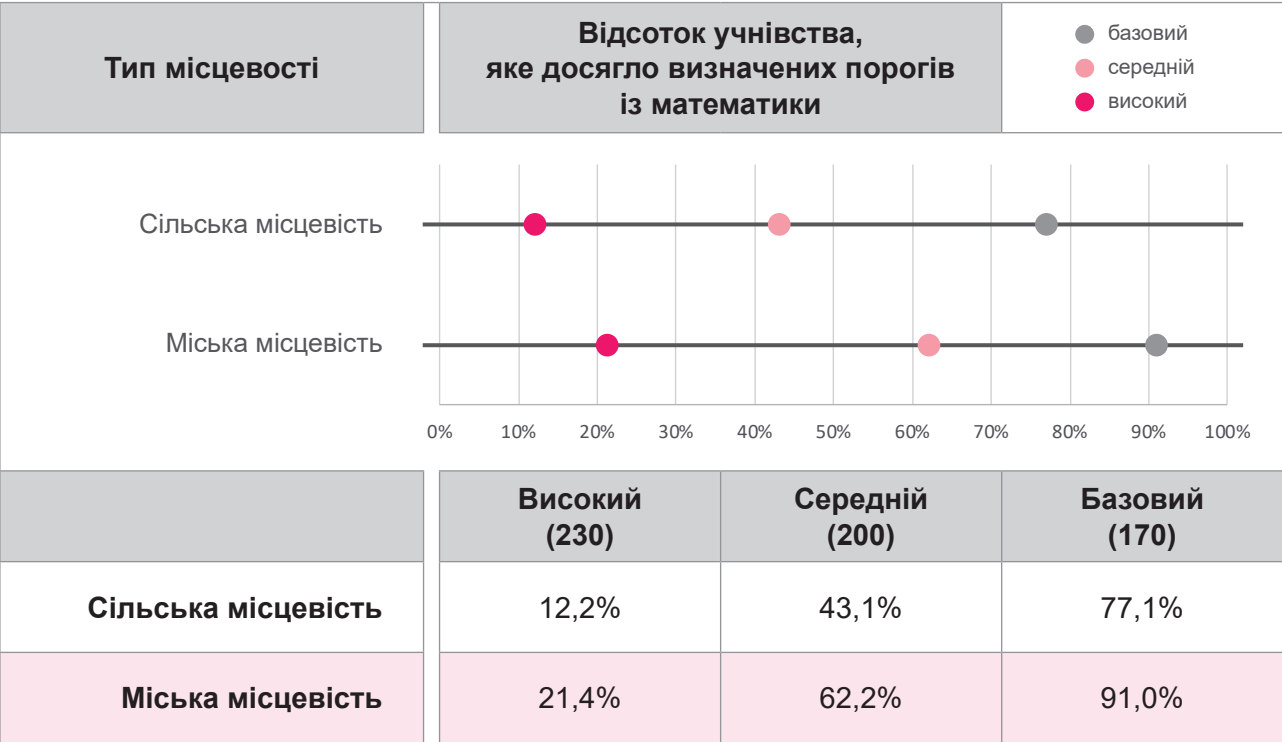 Тип місцевості
Відсоток учнівства,
яке досягло визначених порогів
із математики
базовий
середній
високий
Сільська місцевість
Міська місцевість
0% 10% 20% 30% 40% 50% 60% 70% 80% 90% 100%
Високий
(230)
Середній
(200)
Базовий
(170)
Сільська місцевість 12,2% 43,1% 77,1%
Міська місцевість 21,4% 62,2% 91,0%